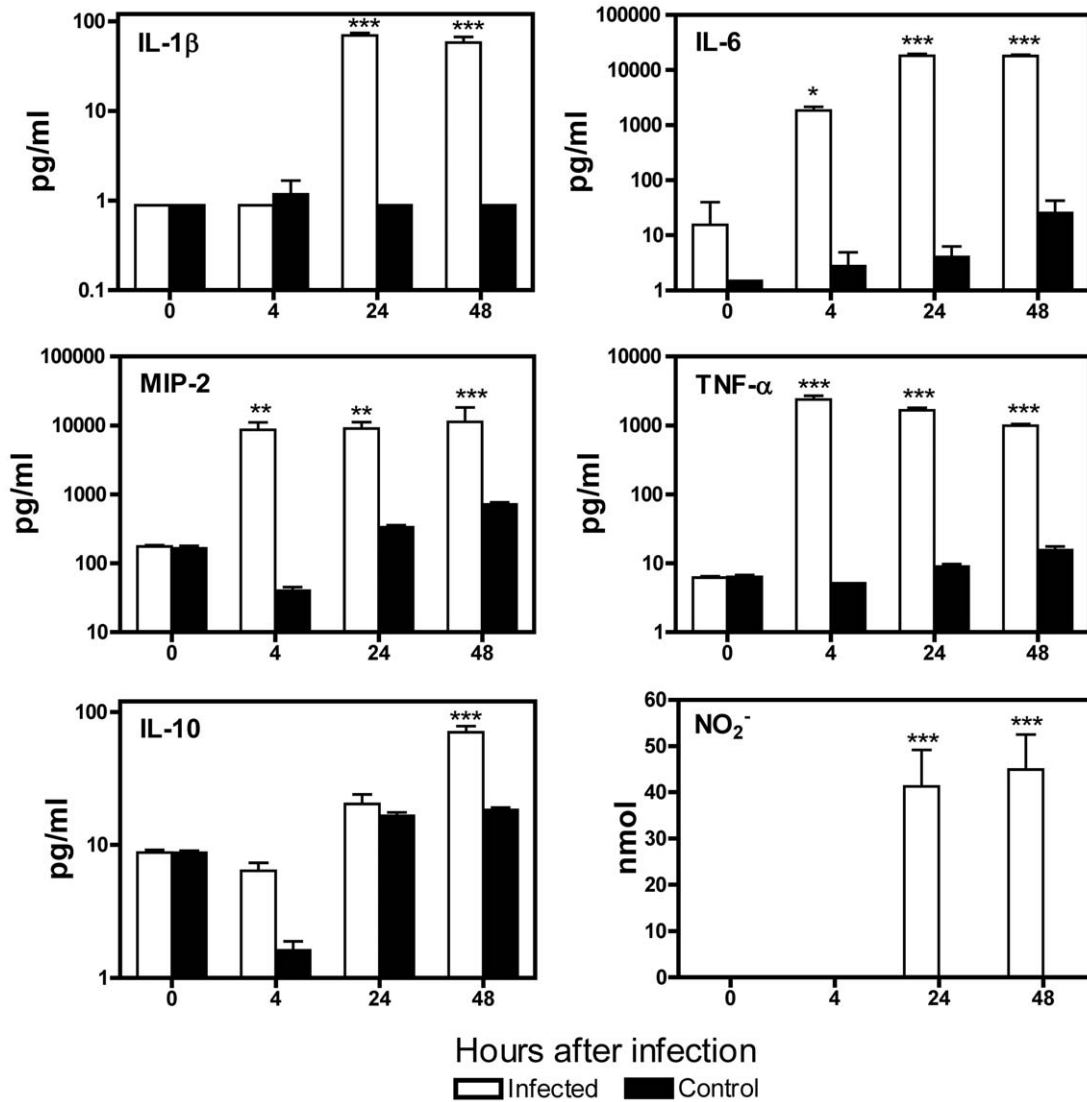 IL-1β
***
***
100
10
1
0.1
pg/ml
0 4 24 48
IL-6
*
***
***
100000
10000
1000
100
10
1
pg/ml
0 4 24 48
MIP-2
**
**
***
100000
10000
1000
100
10
pg/ml
0 4 24 48
TNF-α
***
***
***
10000
1000
100
10
1
pg/ml
0 4 24 48
IL-10
***
100
10
1
pg/ml
0 4 24 48
NO₂⁻
***
***
60
50
40
30
20
10
0
nmol
0 4 24 48
Hours after infection
Infected Control